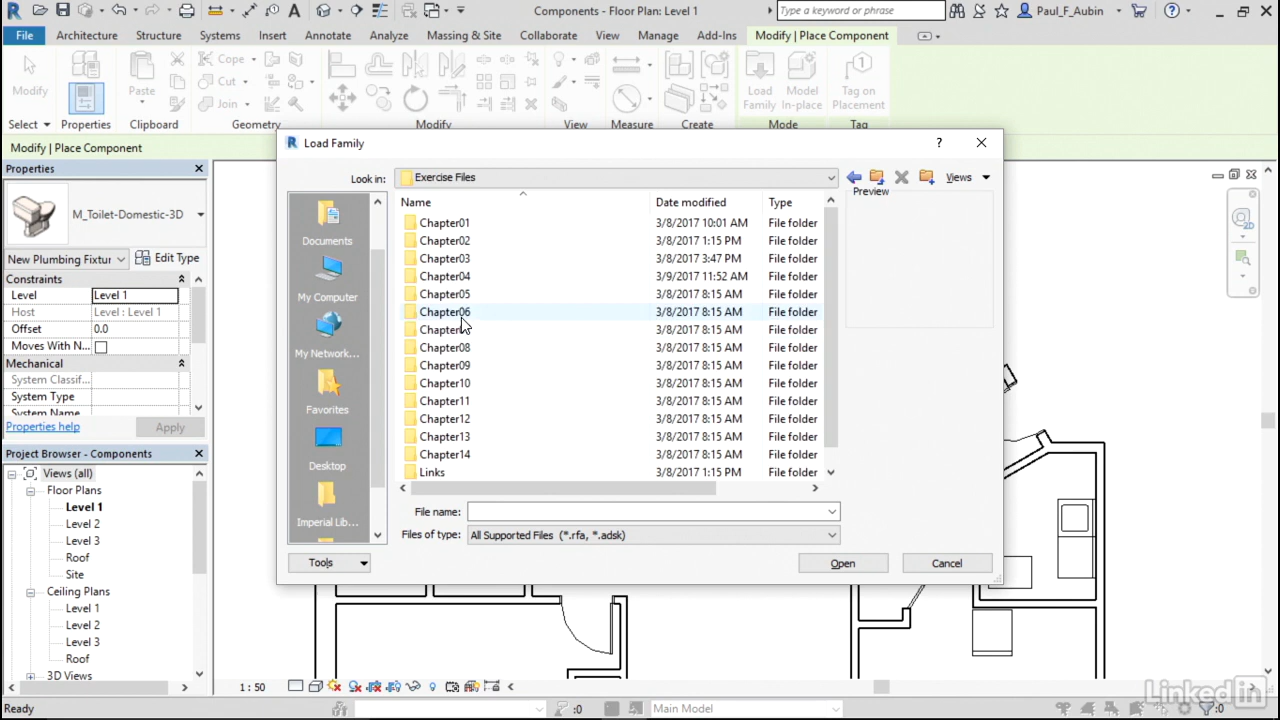 Components - Floor Plan: Level 1
Type a keyword or phrase
Paul_F_Aubin
File Architecture Structure Systems Insert Annotate Analyze Massing & Site Collaborate View Manage Add-Ins Modify | Place Component
Modify
Paste
Cope
Cut
Join
Load Family
Model In-place
Tag on Placement
Select Properties Clipboard Geometry Modify View Measure Create Mode Tag
Modify | Place Component
Properties
M_Toilet-Domestic-3D
New Plumbing Fixtur
Edit Type
Constraints
Level Level 1
Host Level : Level 1
Offset 0.0
Moves With N...
Mechanical
System Classif...
System Type
System Name
Properties help
Apply
Project Browser - Components
Views (all)
Floor Plans
Level 1
Level 2
Level 3
Roof
Site
Ceiling Plans
Level 1
Level 2
Level 3
Roof
3D Views
Load Family
Look in: Exercise Files
Views
Preview
Documents
My Computer
My Network...
Favorites
Desktop
Imperial Lib...
Name Date modified Type
Chapter01 3/8/2017 10:01 AM File folder
Chapter02 3/8/2017 1:15 PM File folder
Chapter03 3/8/2017 3:47 PM File folder
Chapter04 3/9/2017 11:52 AM File folder
Chapter05 3/8/2017 8:15 AM File folder
Chapter06 3/8/2017 8:15 AM File folder
Chapter 3/8/2017 8:15 AM File folder
Chapter08 3/8/2017 8:15 AM File folder
Chapter09 3/8/2017 8:15 AM File folder
Chapter10 3/8/2017 8:15 AM File folder
Chapter11 3/8/2017 8:15 AM File folder
Chapter12 3/8/2017 8:15 AM File folder
Chapter13 3/8/2017 8:15 AM File folder
Chapter14 3/8/2017 8:15 AM File folder
Links 3/8/2017 1:15 PM File folder
File name:
Files of type: All Supported Files (*.rfa, *.adsk)
Tools
Open
Cancel
1 : 50
Ready
:0
Main Model
:0
Linked in